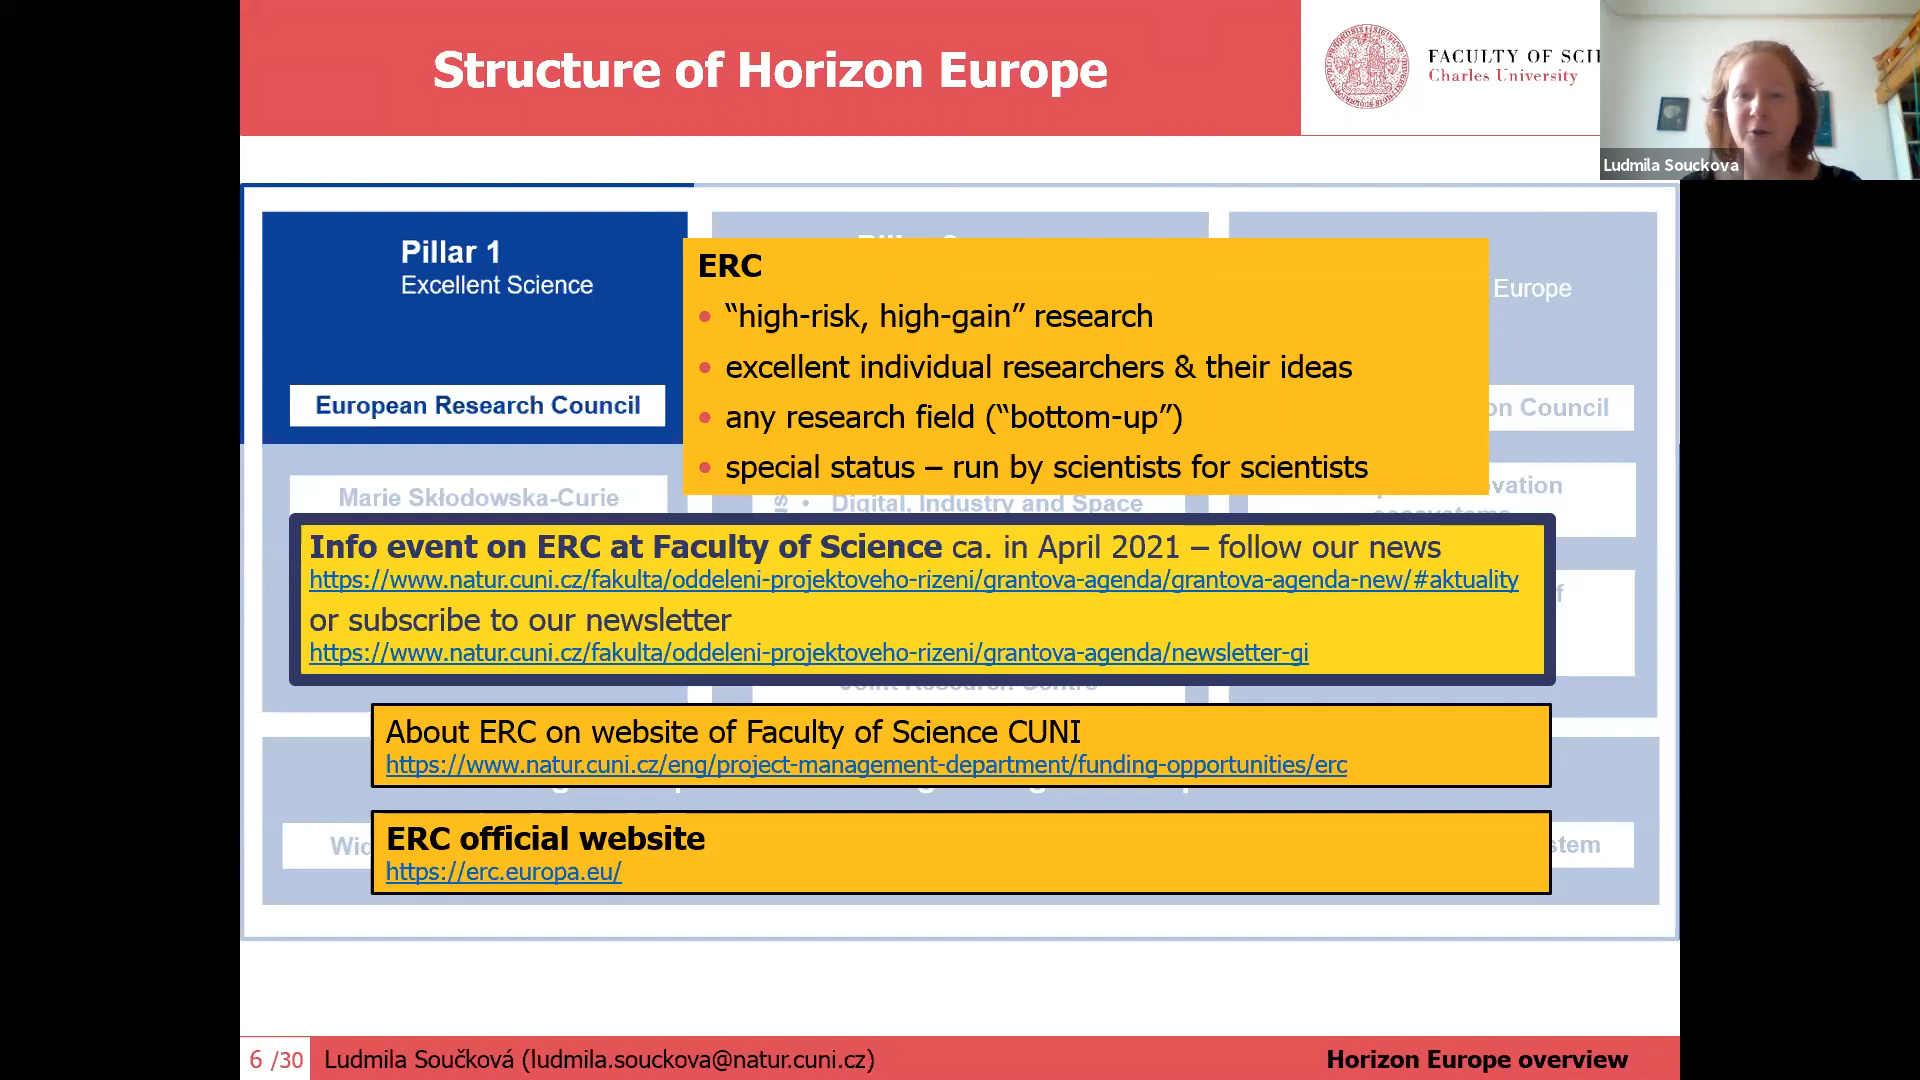 Structure of Horizon Europe
FACULTY OF SCI
Charles University
Ludmila Souckova
Pillar 1
Excellent Science
European Research Council
Marie Skłodowska-Curie
ERC
• “high-risk, high-gain” research
• excellent individual researchers & their ideas
• any research field (“bottom-up”)
• special status – run by scientists for scientists
Europe
on Council
vation
• Digital, Industry and Space
Info event on ERC at Faculty of Science ca. in April 2021 – follow our news
https://www.natur.cuni.cz/fakulta/oddeleni-projektoveho-rizeni/grantova-agenda/grantova-agenda-new/#aktuality
or subscribe to our newsletter
https://www.natur.cuni.cz/fakulta/oddeleni-projektoveho-rizeni/grantova-agenda/newsletter-gi
About ERC on website of Faculty of Science CUNI
https://www.natur.cuni.cz/eng/project-management-department/funding-opportunities/erc
ERC official website
https://erc.europa.eu/
stem
6 /30
Ludmila Součková (ludmila.souckova@natur.cuni.cz)
Horizon Europe overview